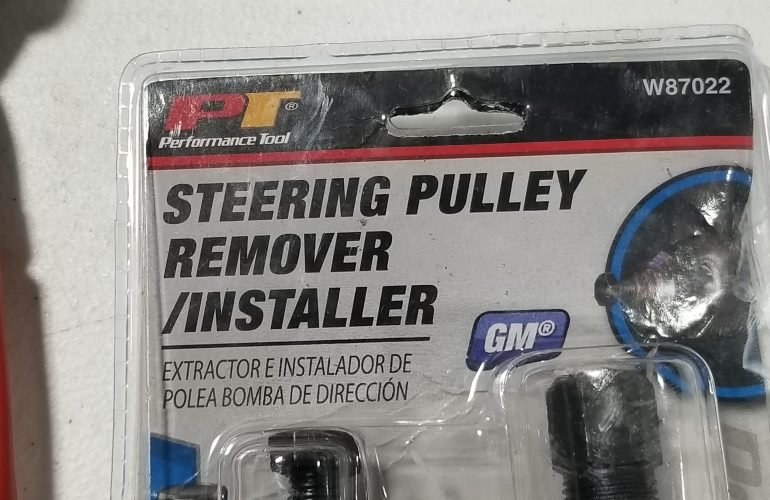 PT®
Performance Tool
W87022
STEERING PULLEY
REMOVER
/INSTALLER
GM®
EXTRACTOR E INSTALADOR DE
POLEA BOMBA DE DIRECCIÓN